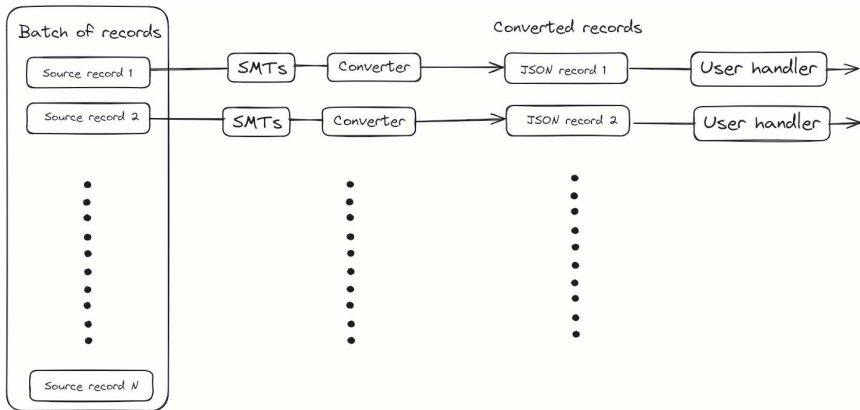 Batch of records
Converted records
Source record 1
SMTs
Converter
JSON record 1
User handler
Source record 2
SMTs
Converter
JSON record 2
User handler
Source record N